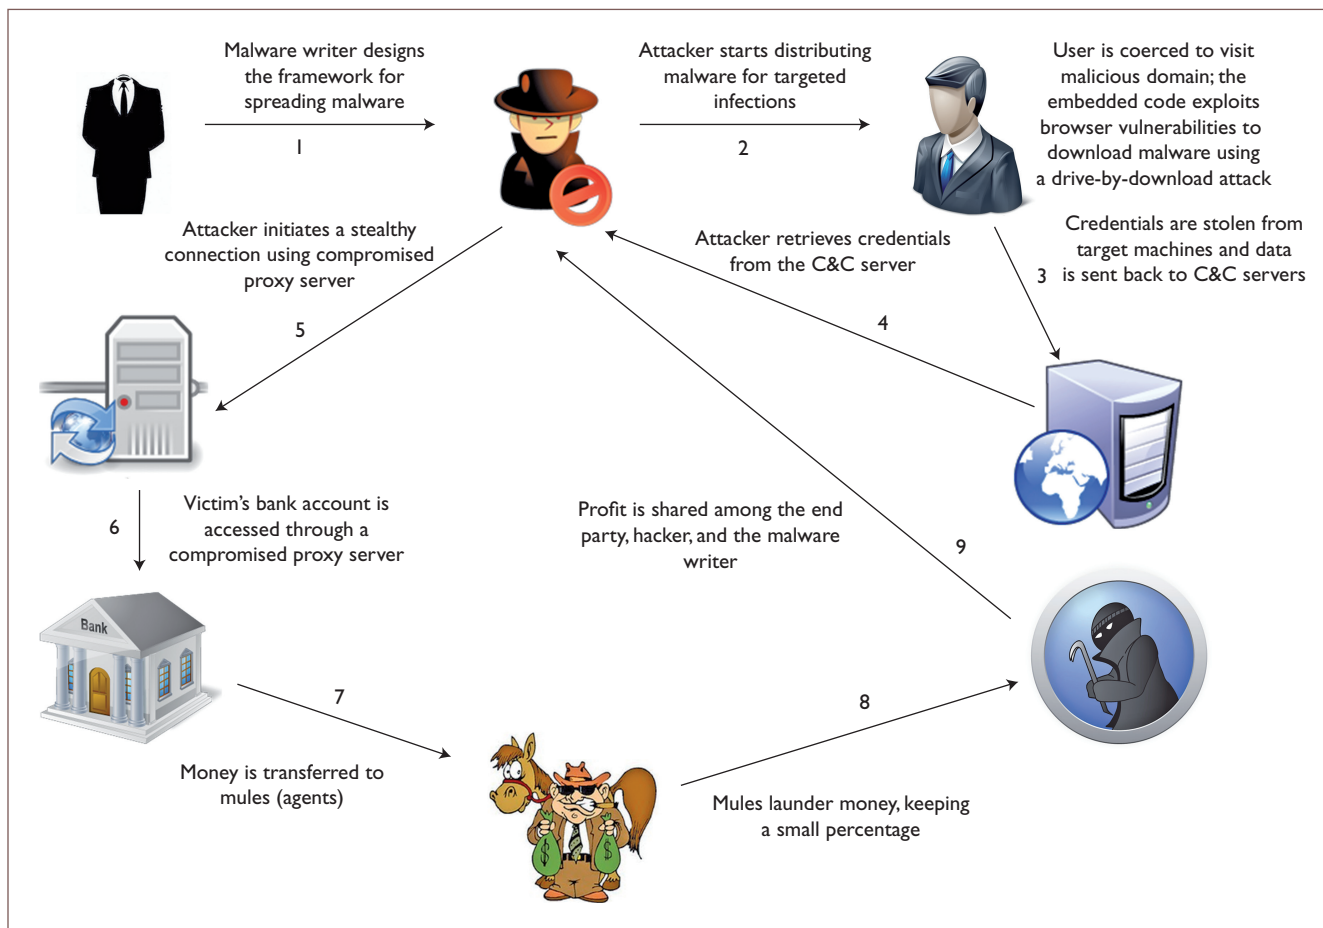 Malware writer designs
the framework for
spreading malware
1
Attacker starts distributing
malware for targeted
infections
2
User is coerced to visit
malicious domain; the
embedded code exploits
browser vulnerabilities to
download malware using
a drive-by-download attack
Credentials are stolen from
target machines and data
is sent back to C&C servers
3
Attacker retrieves credentials
from the C&C server
4
Attacker initiates a stealthy
connection using compromised
proxy server
5
Victim's bank account is
accessed through a
compromised proxy server
6
Bank
7
Money is transferred to
mules (agents)
$
$
8
Mules launder money, keeping
a small percentage
Profit is shared among the end
party, hacker, and the malware
writer
9